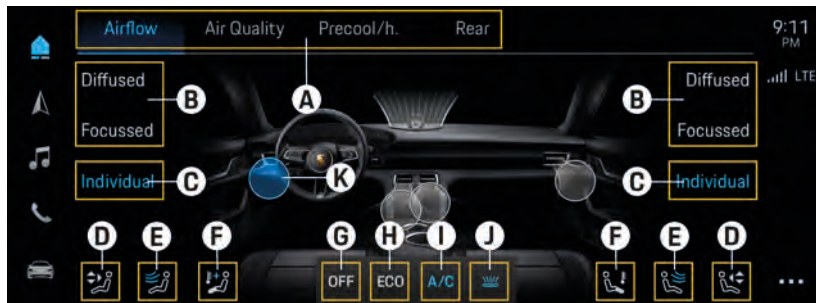 Airflow Air Quality Precool/h. Rear
9:11
PM
A
Diffused
B
Focussed
B
Diffused
Focussed
LTE
Individual
C
K
C
Individual
D E F G H I J F E D
OFF ECO A/C